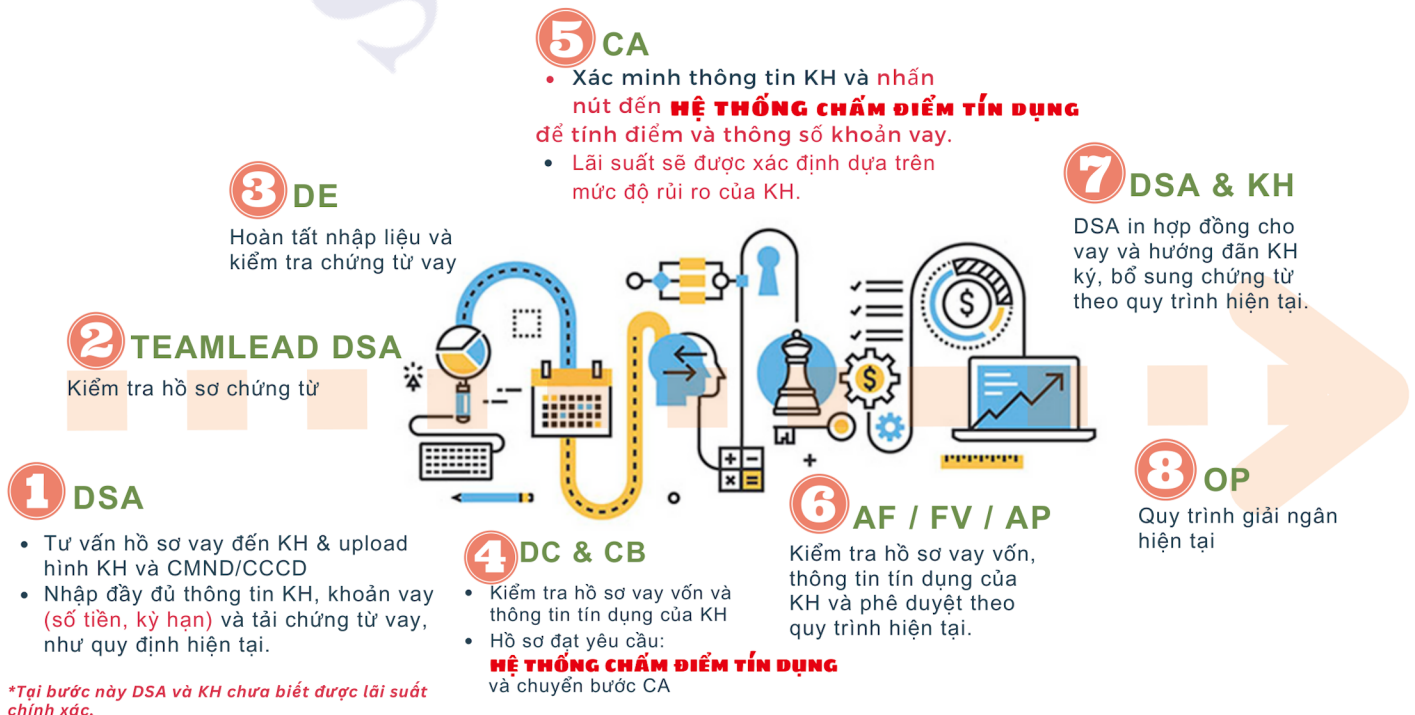 1 DSA
• Tư vấn hồ sơ vay đến KH & upload
hình KH và CMND/CCCD
• Nhập đầy đủ thông tin KH, khoản vay
(số tiền, kỳ hạn) và tải chứng từ vay,
như quy định hiện tại.
*Tại bước này DSA và KH chưa biết được lãi suất
chính xác.
2 TEAMLEAD DSA
Kiểm tra hồ sơ chứng từ
3 DE
Hoàn tất nhập liệu và
kiểm tra chứng từ vay
4 DC & CB
• Kiểm tra hồ sơ vay vốn và
thông tin tín dụng của KH
• Hồ sơ đạt yêu cầu:
HỆ THỐNG CHẤM ĐIỂM TÍN DỤNG
và chuyển bước CA
5 CA
• Xác minh thông tin KH và nhấn
nút đến HỆ THỐNG CHẤM ĐIỂM TÍN DỤNG
để tính điểm và thông số khoản vay.
• Lãi suất sẽ được xác định dựa trên
mức độ rủi ro của KH.
6 AF / FV / AP
Kiểm tra hồ sơ vay vốn,
thông tin tín dụng của
KH và phê duyệt theo
quy trình hiện tại.
7 DSA & KH
DSA in hợp đồng cho
vay và hướng đãn KH
ký, bổ sung chứng từ
theo quy trình hiện tại.
8 OP
Quy trình giải ngân
hiện tại